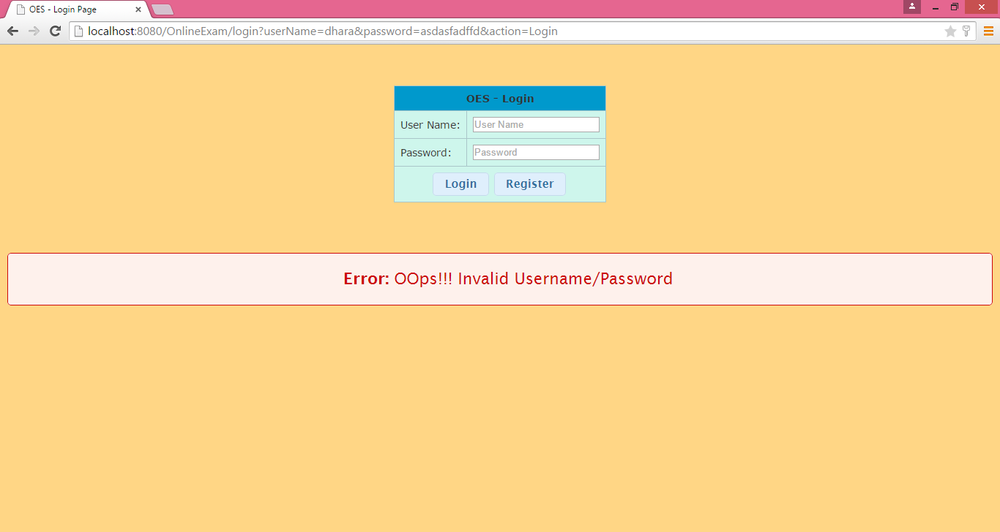 OES - Login Page
localhost:8080/OnlineExam/login?userName=dhara&password=asdasfadffd&action=Login
OES - Login
User Name: User Name
Password: Password
Login Register
Error: OOps!!! Invalid Username/Password